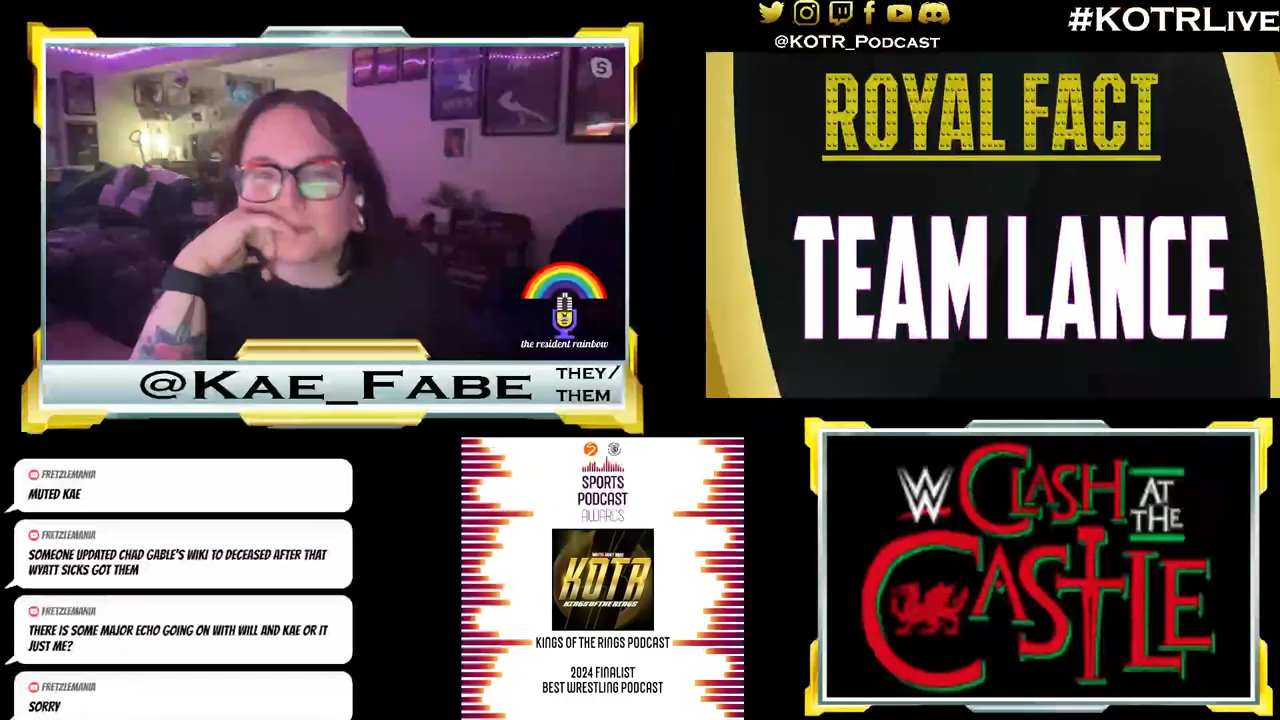 #KOTRLive
@KOTR_Podcast
ROYAL FACT
TEAM LANCE
the resident rainbow
@Kae_Fabe
THEY/
THEM
FRETZLEMANIA
MUTED KAE
FRETZLEMANIA
SOMEONE UPDATED CHAD GABLE'S WIKI TO DECEASED AFTER THAT
WYATT SICKS GOT THEM
FRETZLEMANIA
THERE IS SOME MAJOR ECHO GOING ON WITH WILL AND KAE OR IT
JUST ME?
FRETZLEMANIA
SORRY
SPORTS
PODCAST
AWARDS
KOTR
KINGS OF THE RINGS
KINGS OF THE RINGS PODCAST
2024 FINALIST
BEST WRESTLING PODCAST
W CLASH AT
THE
CASTLE